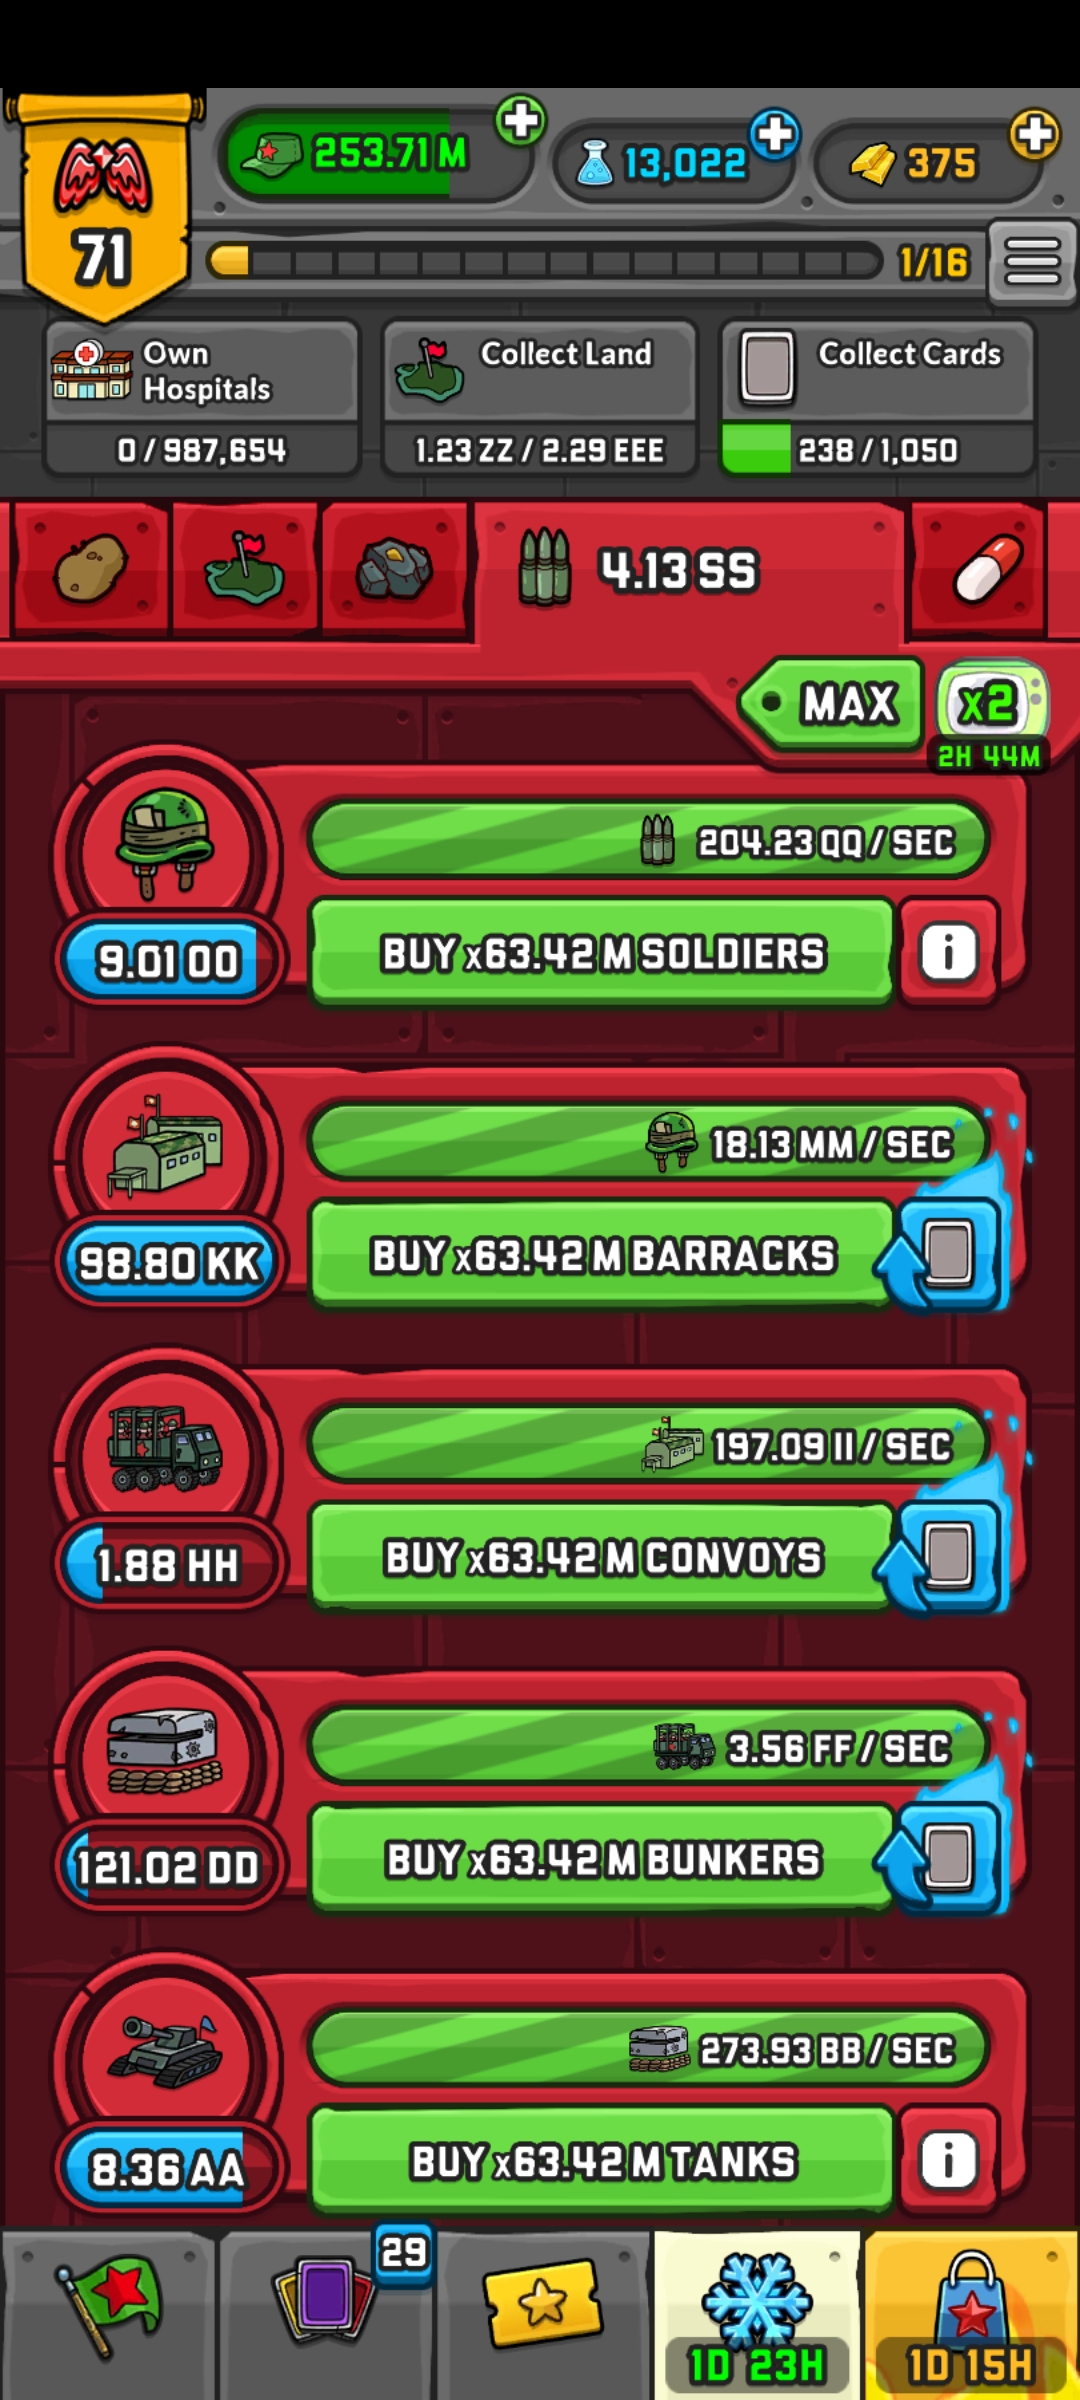 253.71 M
13,022
375
71
1/16
Own Hospitals
Collect Land
Collect Cards
0 / 987,654
1.23 ZZ / 2.29 EEE
238 / 1,050
4.13 SS
MAX
x2
2H 44M
204.23 QQ / SEC
9.01 OO
BUY x63.42 M SOLDIERS
i
18.13 MM / SEC
98.80 KK
BUY x63.42 M BARRACKS
197.09 II / SEC
1.88 HH
BUY x63.42 M CONVOYS
3.56 FF / SEC
121.02 DD
BUY x63.42 M BUNKERS
273.93 BB / SEC
8.36 AA
BUY x63.42 M TANKS
i
29
1D 23H
1D 15H